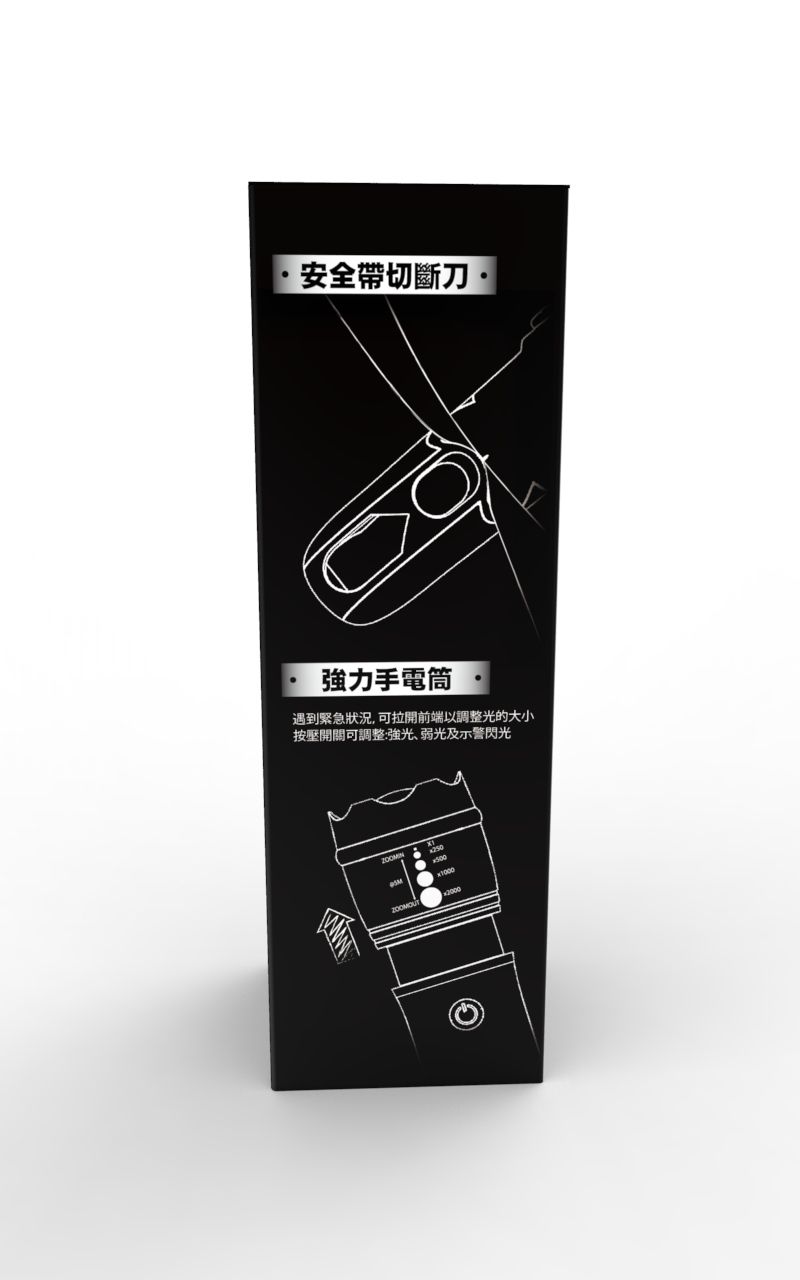 安全帶切斷刀
強力手電筒
遇到緊急狀況, 可拉開前端以調整光的大小
按壓開關可調整:強光、弱光及示警閃光
X1
ZOOMIN
x250
x500
@5M
x1000
x2000
ZOOMOUT